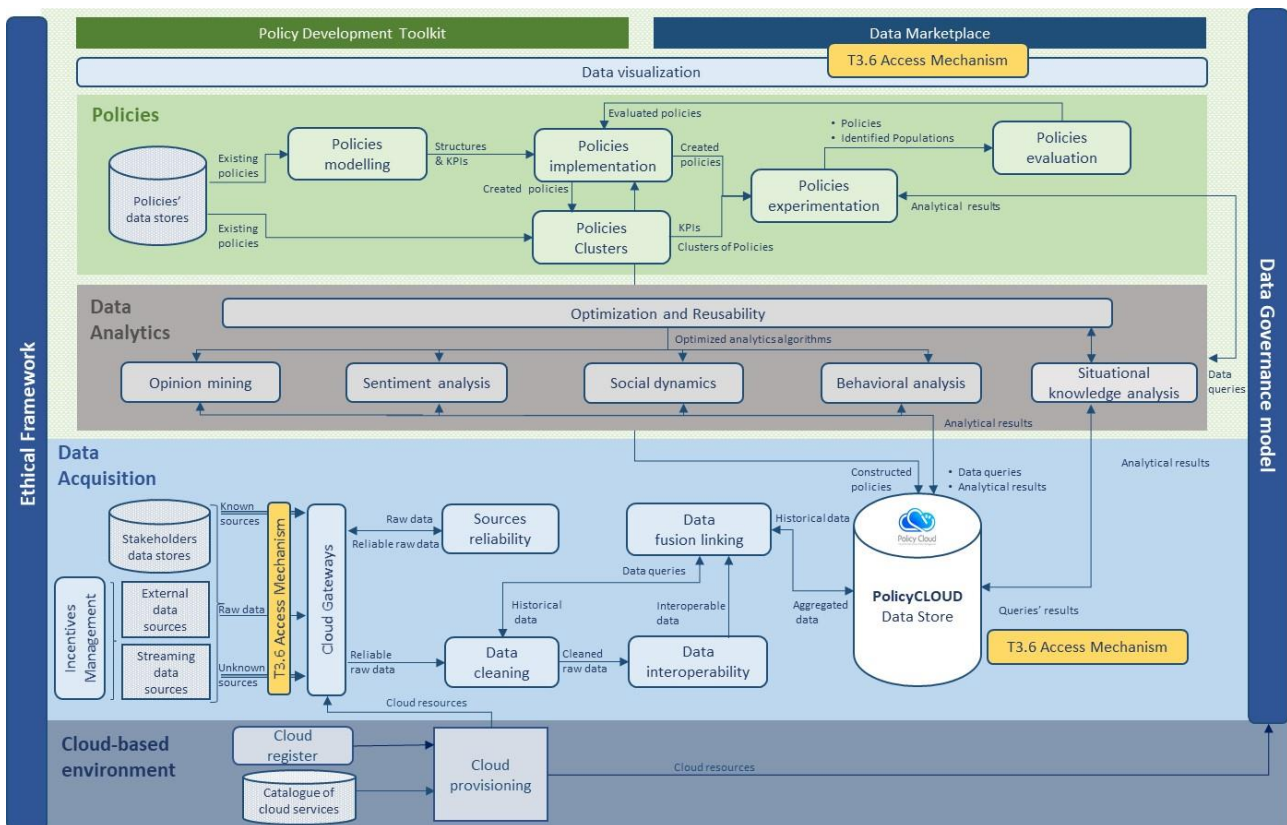 Policy Development Toolkit
Data Marketplace
T3.6 Access Mechanism
Data visualization
Ethical Framework
Data Governance model
Policies
Evaluated policies
• Policies
• Identified Populations
Policies
modelling
Policies
implementation
Policies
evaluation
Existing
policies
Structures
& KPIs
Created
policies
Policies'
data stores
Created policies
Policies
experimentation
Analytical results
Existing
policies
Policies
Clusters
KPIs
Clusters of Policies
Data
Analytics
Optimization and Reusability
Optimized analytics algorithms
Opinion mining
Sentiment analysis
Social dynamics
Behavioral analysis
Situational
knowledge analysis
Data
queries
Analytical results
Data
Acquisition
Constructed
policies
• Data queries
• Analytical results
Analytical results
Known
sources
Stakeholders
data stores
T3.6 Access Mechanism
Cloud Gateways
Raw data
Reliable raw data
Sources
reliability
Data
fusion linking
Historical data
Policy Cloud
PolicyCLOUD
Data Store
Incentives
Management
External
data
sources
Raw data
Streaming
data
sources
Unknown
sources
Data queries
Historical
data
Interoperable
data
Aggregated
data
Queries' results
T3.6 Access Mechanism
Reliable
raw data
Data
cleaning
Cleaned
raw data
Data
interoperability
Cloud resources
Cloud-based
environment
Cloud
register
Catalogue of
cloud services
Cloud
provisioning
Cloud resources